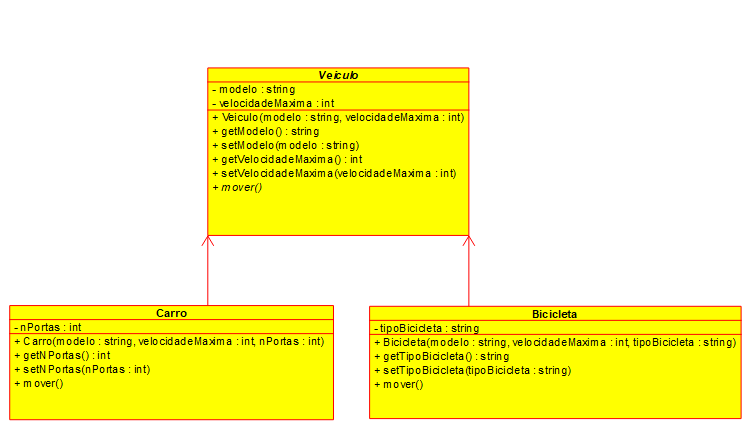 Veiculo
- modelo : string
- velocidadeMaxima : int
+ Veiculo(modelo : string, velocidadeMaxima : int)
+ getModelo() : string
+ setModelo(modelo : string)
+ getVelocidadeMaxima() : int
+ setVelocidadeMaxima(velocidadeMaxima : int)
+ mover()
Carro
- nPortas : int
+ Carro(modelo : string, velocidadeMaxima : int, nPortas : int)
+ getNPortas() : int
+ setNPortas(nPortas : int)
+ mover()
Bicicleta
- tipoBicicleta : string
+ Bicicleta(modelo : string, velocidadeMaxima : int, tipoBicicleta : string)
+ getTipoBicicleta() : string
+ setTipoBicicleta(tipoBicicleta : string)
+ mover()